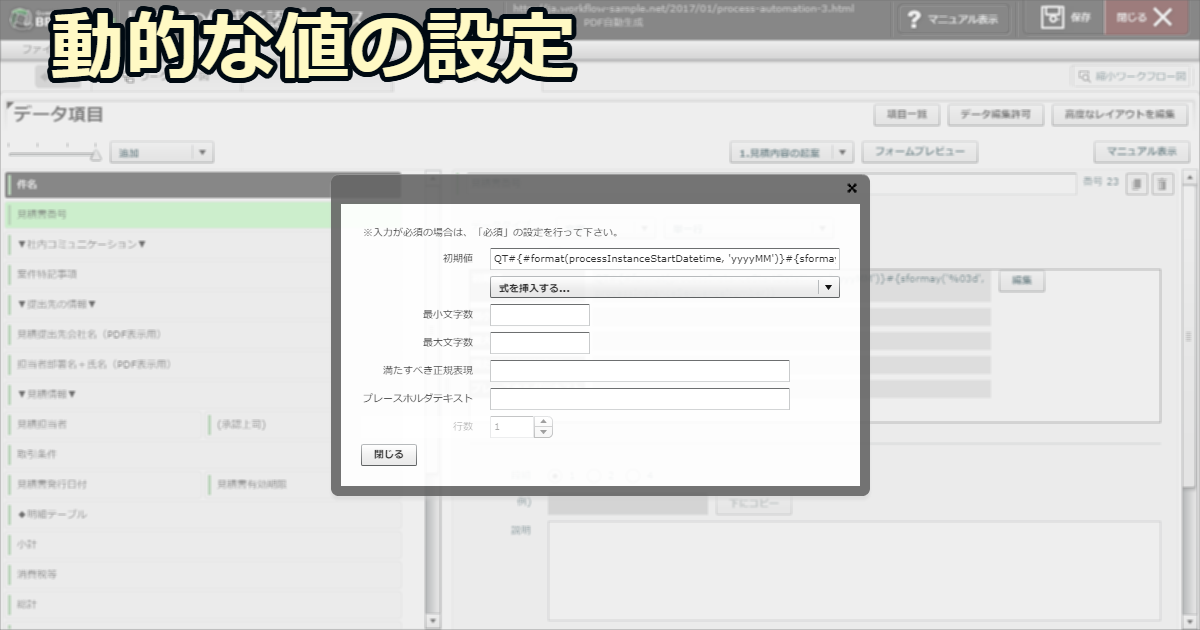 動的な値の設定
PDF自動生成
マニュアル表示
保存
閉じる
縮小ワークフロー図
データ項目
項目一覧
データ編集許可
高度なレイアウトを編集
追加
1.見積内容の起案
フォームプレビュー
マニュアル表示
件名
番号 23
見積書番号
▼社内コミュニケーション▼
案件特記事項
▼提出先の情報▼
見積提出先会社名（PDF表示用）
担当者部署名＋氏名（PDF表示用）
▼見積情報▼
見積担当者
(承認上司)
取引条件
見積書発行日付
見積書有効期限
◆明細テーブル
小計
消費税等
総計
※入力が必須の場合は、「必須」の設定を行って下さい。
初期値
QT#{#format(processInstanceStartDatetime, 'yyyyMM')}#{sformay
式を挿入する...
最小文字数
最大文字数
満たすべき正規表現
プレースホルダテキスト
行数
1
閉じる
')}#{sformay('%03d',
編集
例)
下にコピー
説明